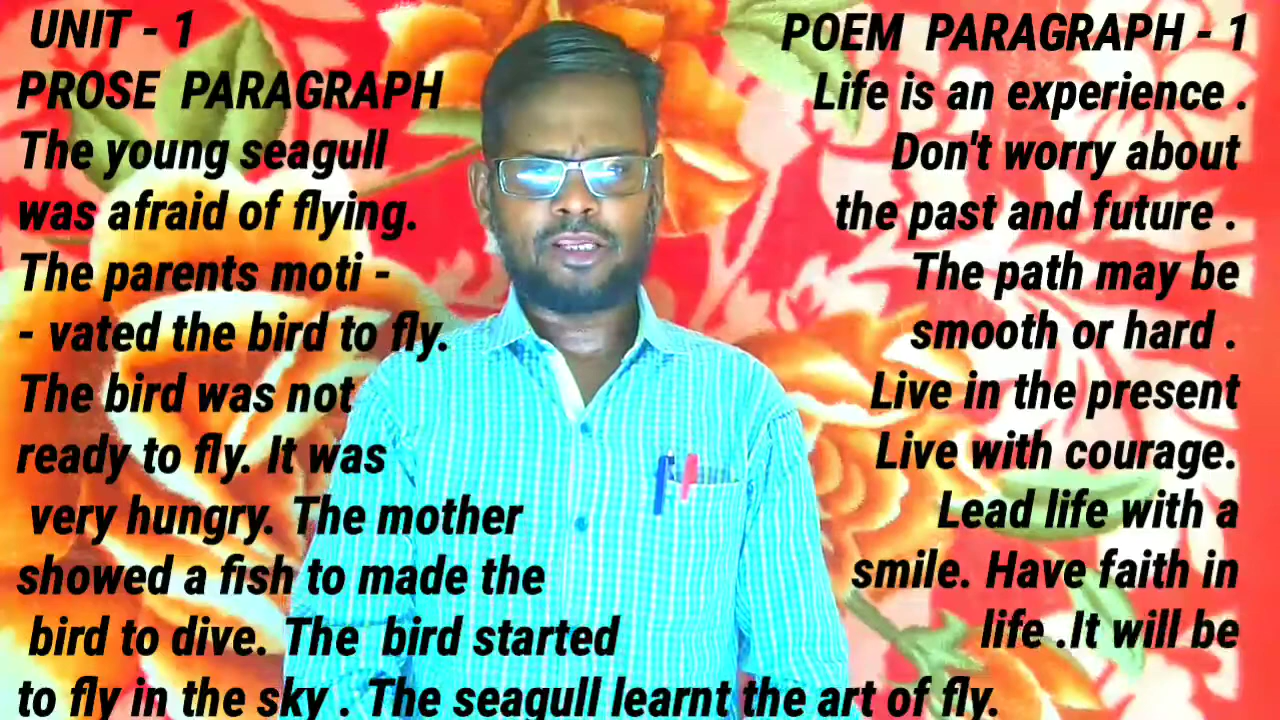 UNIT - 1
PROSE PARAGRAPH
The young seagull
was afraid of flying.
The parents moti -
- vated the bird to fly.
The bird was not
ready to fly. It was
very hungry. The mother
showed a fish to made the
bird to dive. The bird started
to fly in the sky . The seagull learnt the art of fly.
POEM PARAGRAPH - 1
Life is an experience .
Don't worry about
the past and future .
The path may be
smooth or hard .
Live in the present
Live with courage.
Lead life with a
smile. Have faith in
life .It will be